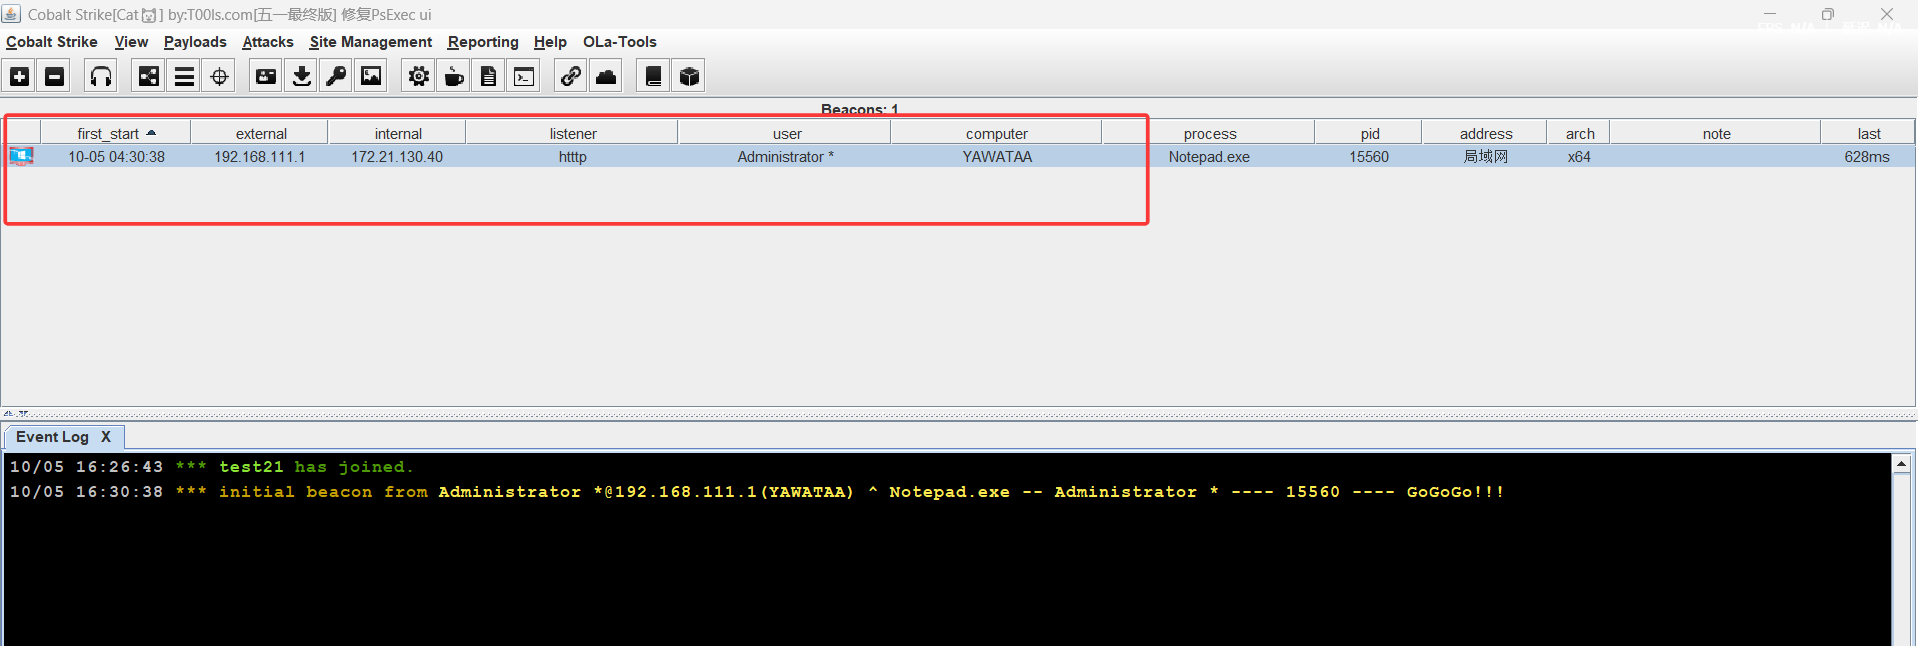 Cobalt Strike[Cat] by:T00ls.com[五一最终版] 修复PsExec ui
Cobalt Strike View Payloads Attacks Site Management Reporting Help OLa-Tools
Beacons: 1
first_start external internal listener user computer process pid address arch note last
10-05 04:30:38 192.168.111.1 172.21.130.40 htttp Administrator * YAWATAA Notepad.exe 15560 局域网 x64 628ms
Event Log X
10/05 16:26:43 *** test21 has joined.
10/05 16:30:38 *** initial beacon from Administrator *@192.168.111.1(YAWATAA) ^ Notepad.exe -- Administrator * ---- 15560 ---- GoGoGo!!!